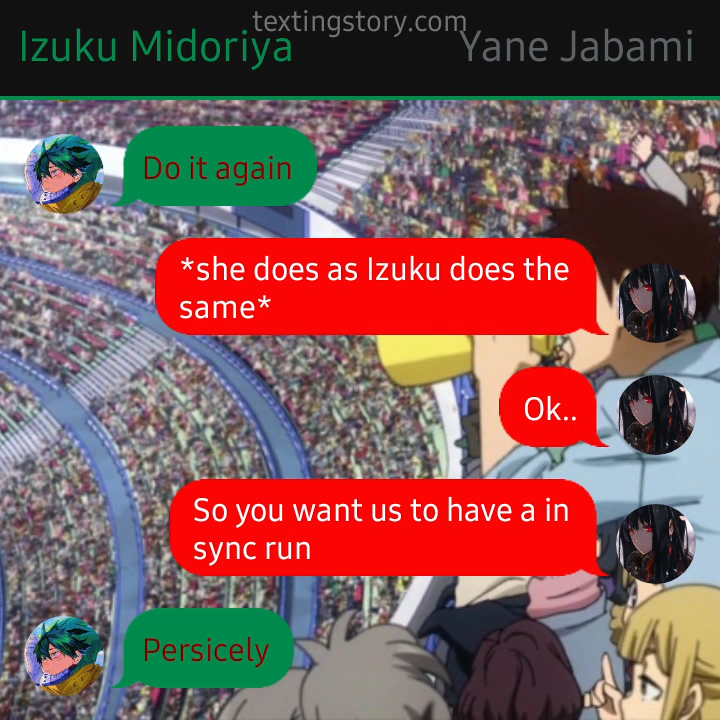 textingstory.com
Izuku Midoriya
Yane Jabami
Do it again
*she does as Izuku does the
same*
Ok..
So you want us to have a in
sync run
Persicely